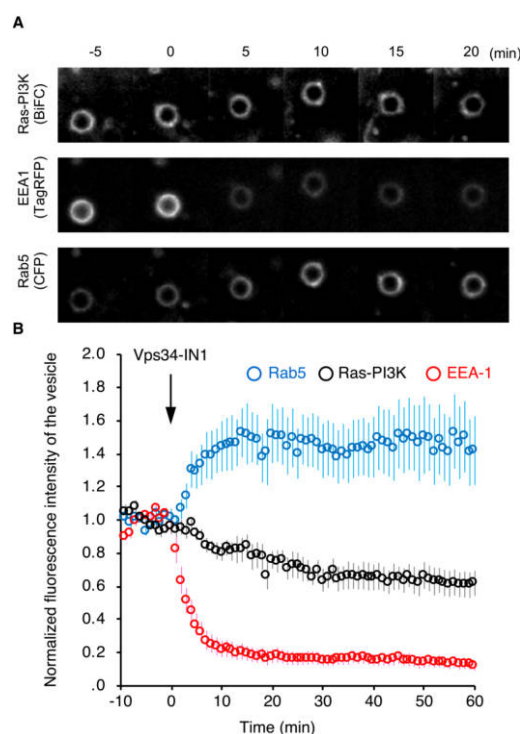 A
-5 0 5 10 15 20 (min)
Ras-PI3K
(BiFC)
EEA1
(TagRFP)
Rab5
(CFP)
B
Vps34-IN1
Rab5 Ras-PI3K EEA-1
Normalized fluorescence intensity of the vesicle
2.0
1.8
1.6
1.4
1.2
1.0
0.8
0.6
0.4
0.2
.0
-10 0 10 20 30 40 50 60
Time (min)